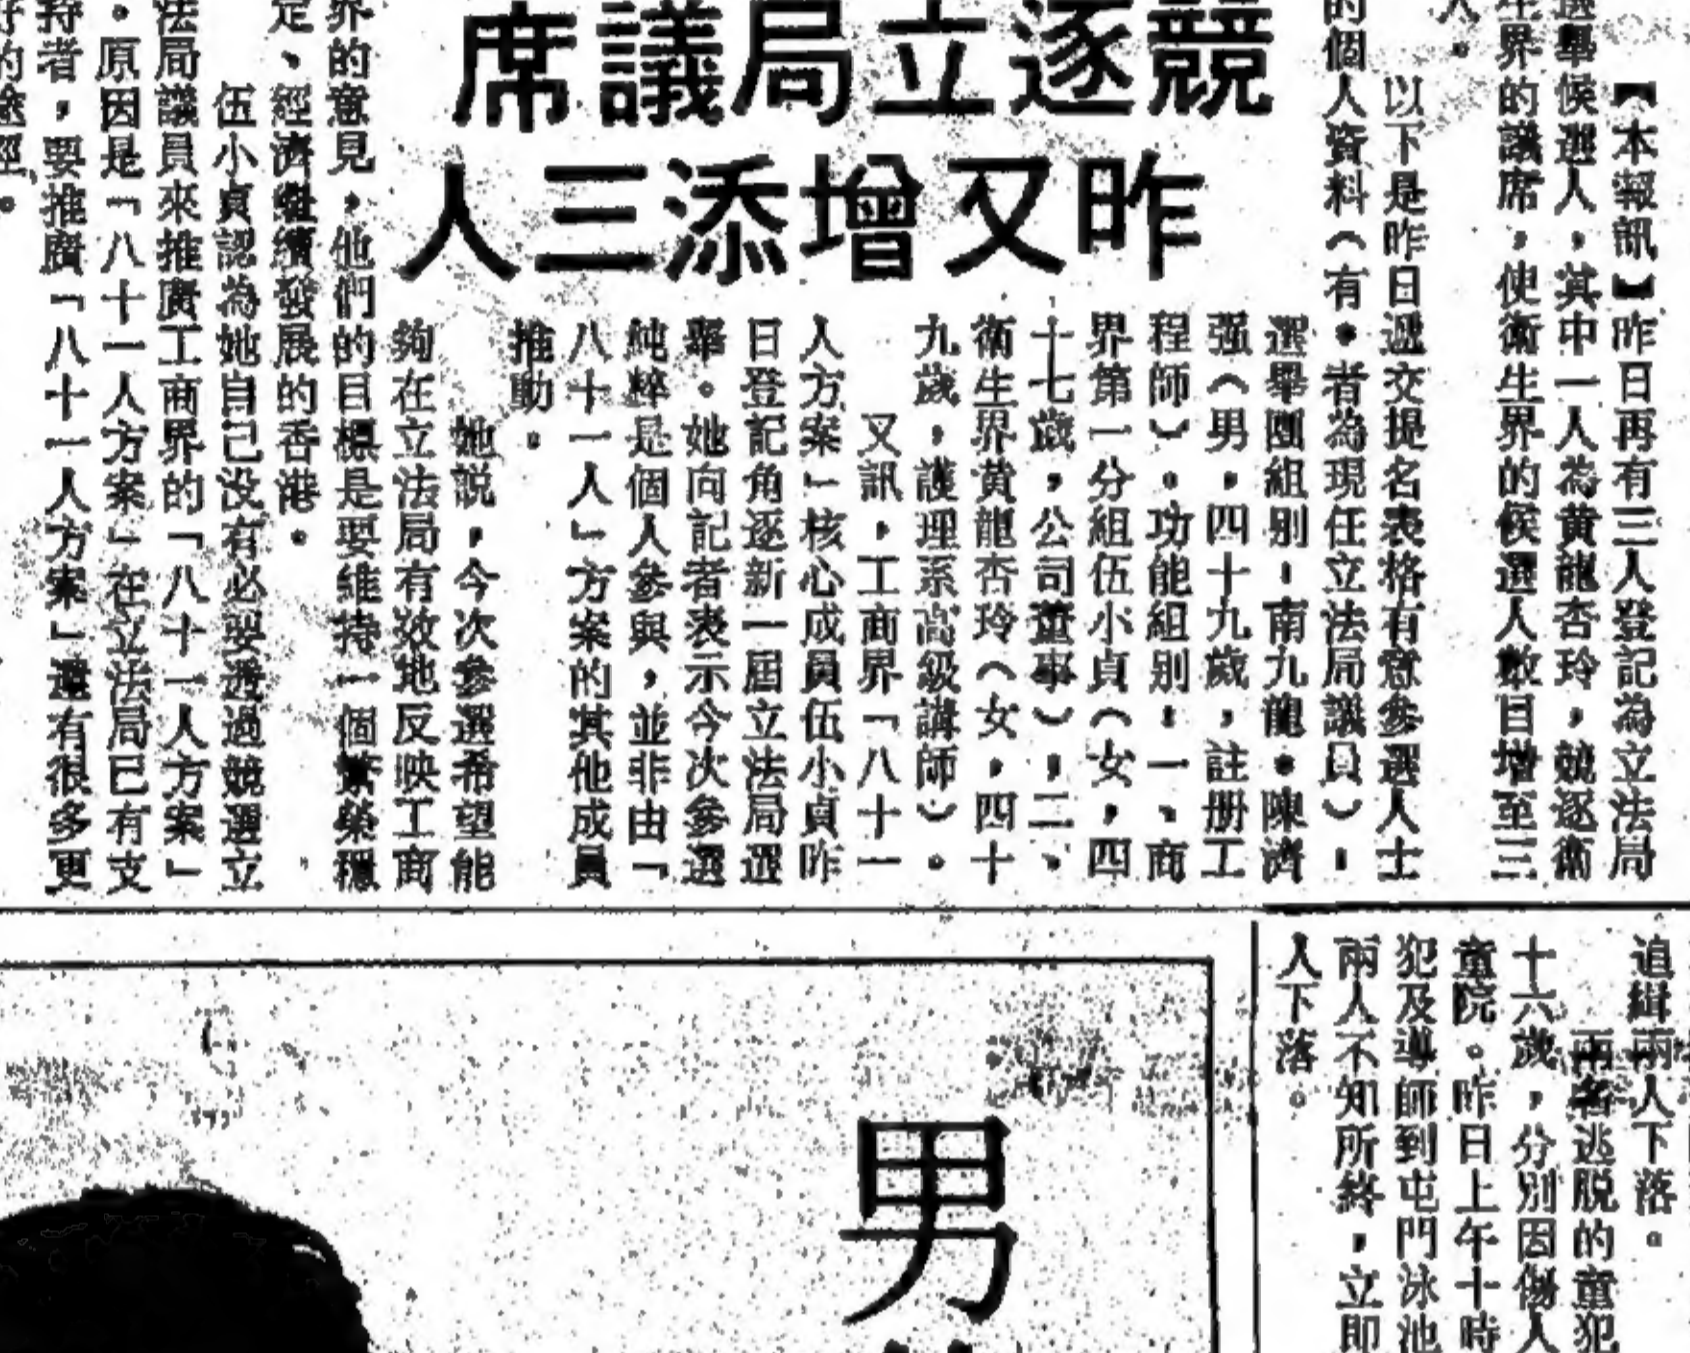 競逐立局議席
昨又增添三人
【本報訊】昨日再有三人登記為立法局
選舉候選人，其中一人為黃龍杏玲，競逐衛
生界的議席，使衛生界的候選人數目增至三
人。
以下是昨日遞交提名表格有意參選人士
的個人資料（有＊者為現任立法局議員）：
選舉團組別－南九龍＊陳濟
强（男，四十九歲，註册工
程師）。功能組别：一、商
界第一分組伍小貞（女，四
十七歲，公司董事），二、
衛生界黃龍杏玲（女，四十
九歲，護理系高級講師）。
又訊，工商界「八十一
人方案」核心成員伍小貞昨
日登記角逐新一屆立法局選
舉。她向記者表示今次參選
純粹是個人參與，並非由「
八十一人」方案的其他成員
推動。
她說，今次參選希望能
夠在立法局有效地反映工商
界的意見，他們的目標是要維持一個繁榮穩
定、經濟繼續發展的香港。
伍小貞認為她自己没有必要透過競選立
法局議員來推廣工商界的「八十一人方案」
。原因是「八十一人方案」在立法局已有支
持者，要推廣「八十一人方案」還有很多更
好的途徑。
追緝兩人下落。
兩名逃脱的童犯
十六歲，分別因傷人
童院。昨日上午十時
犯及導師到屯門泳池
兩人不知所終，立即
人下落。
男